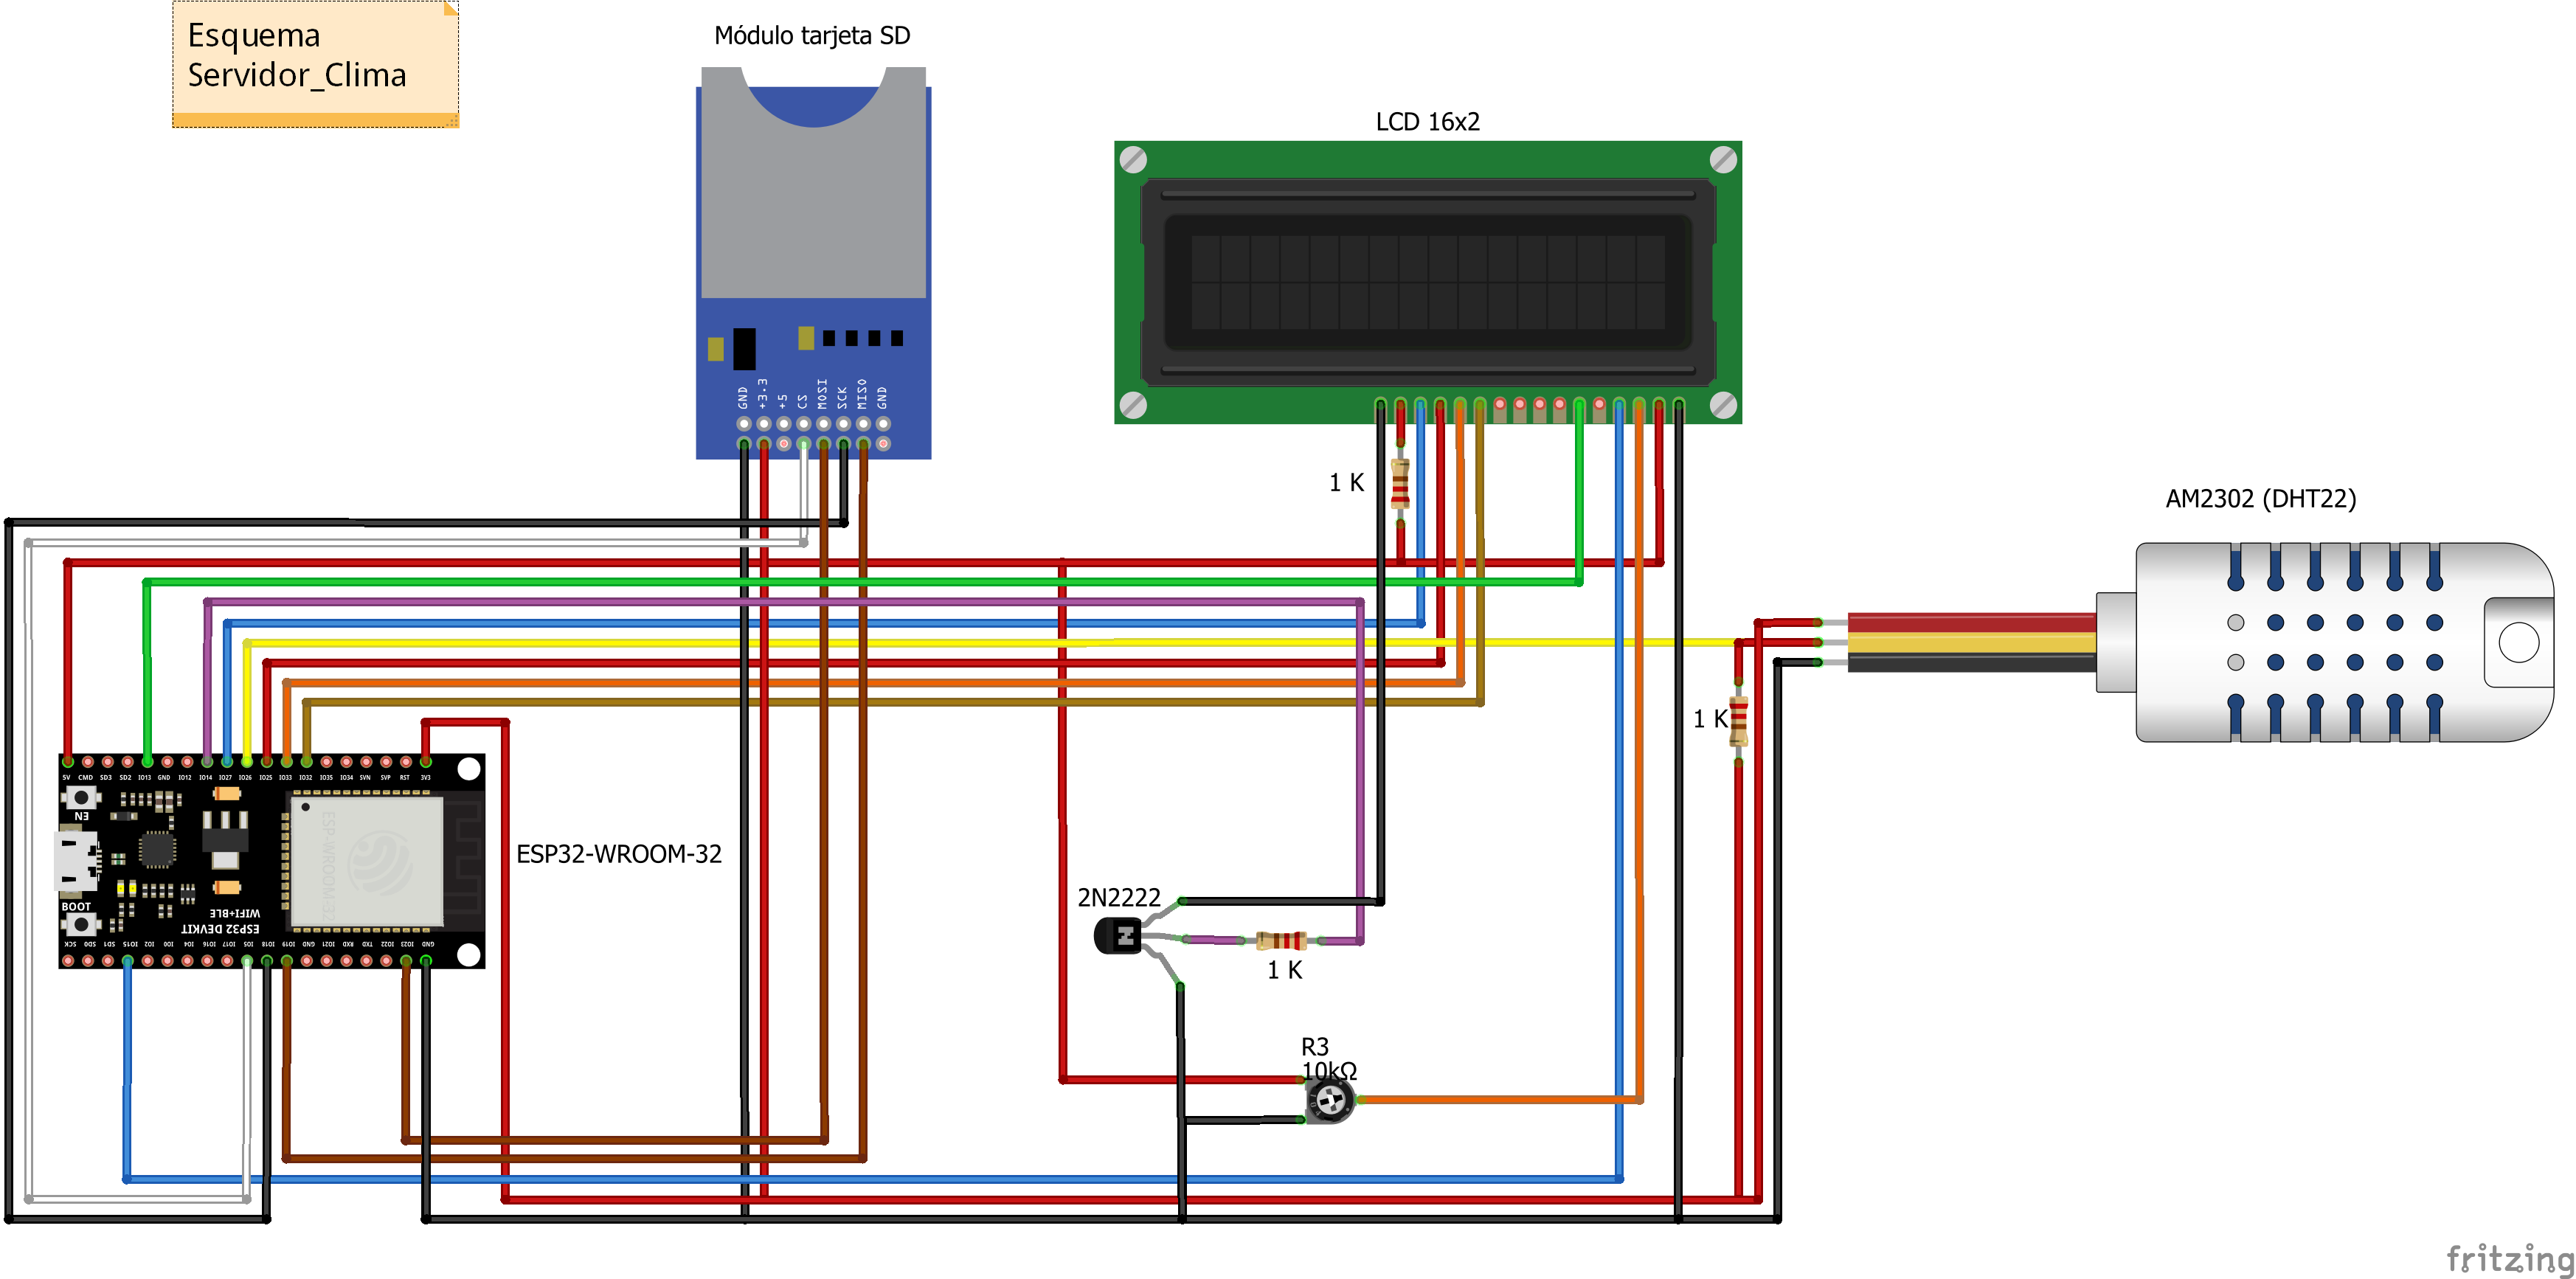 Esquema
Servidor_Clima
Módulo tarjeta SD
GND +3.3 +5 CS MOSI SCK MISO GND
LCD 16x2
1 K
AM2302 (DHT22)
1 K
5V CMD SD3 SD2 IO13 GND IO12 IO14 IO27 IO26 IO25 IO33 IO32 IO35 IO34 SVN SVP RST 3V3
EN
ESP-WROOM-32
ESP32-WROOM-32
BOOT
WIFI+BLE
ESP32 DEVKIT
SCK SD0 SD1 IO15 IO2 IO0 IO4 IO16 IO17 IO5 IO18 IO19 GND IO21 RXD TXD IO22 IO23 GND
2N2222
N
1 K
R3
10kΩ
fritzing